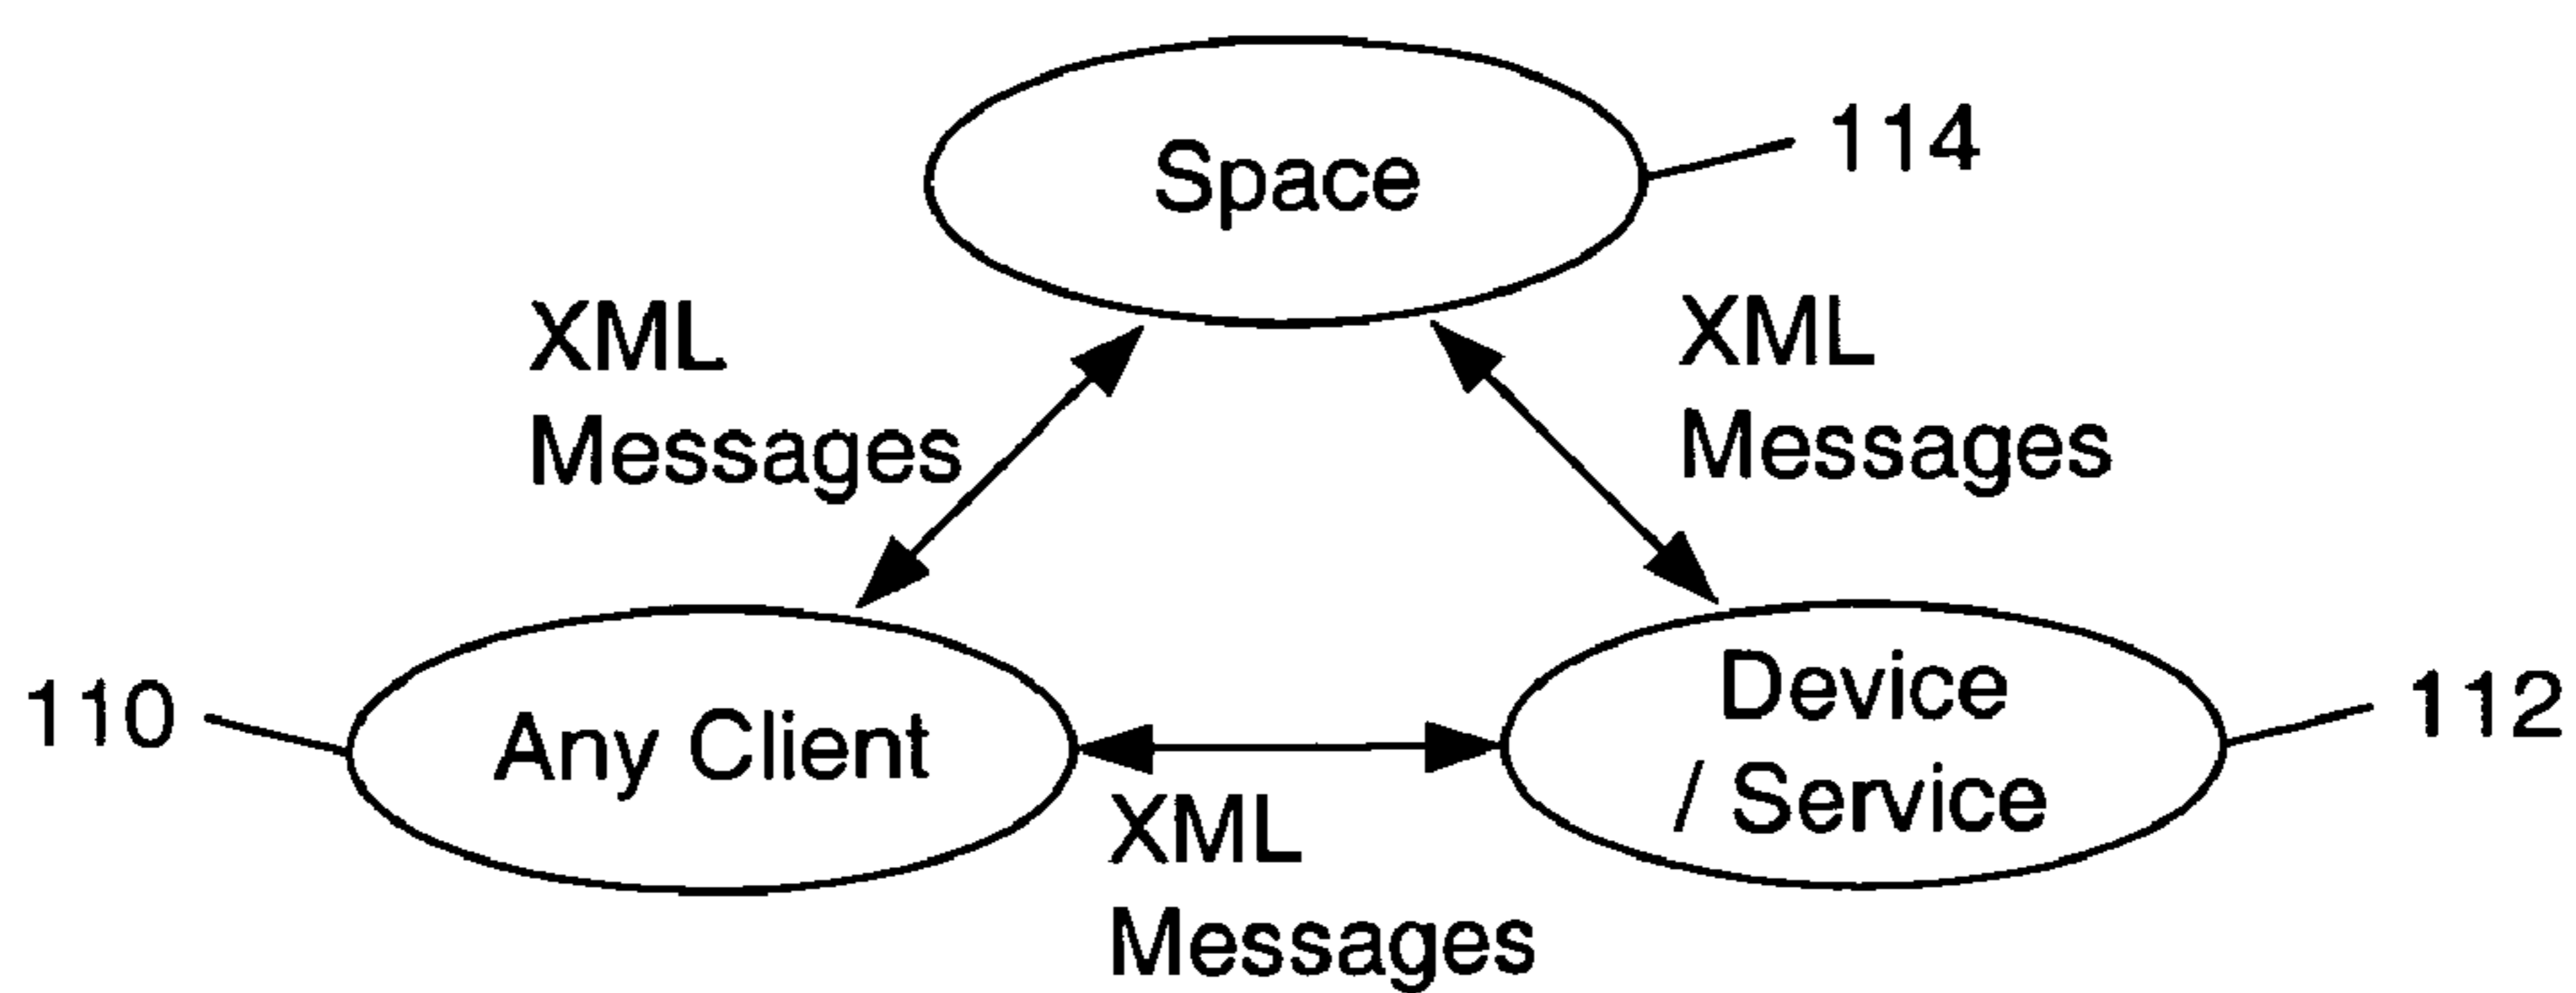 Space
114
XML
Messages
XML
Messages
110
Any Client
Device
/ Service
112
XML
Messages